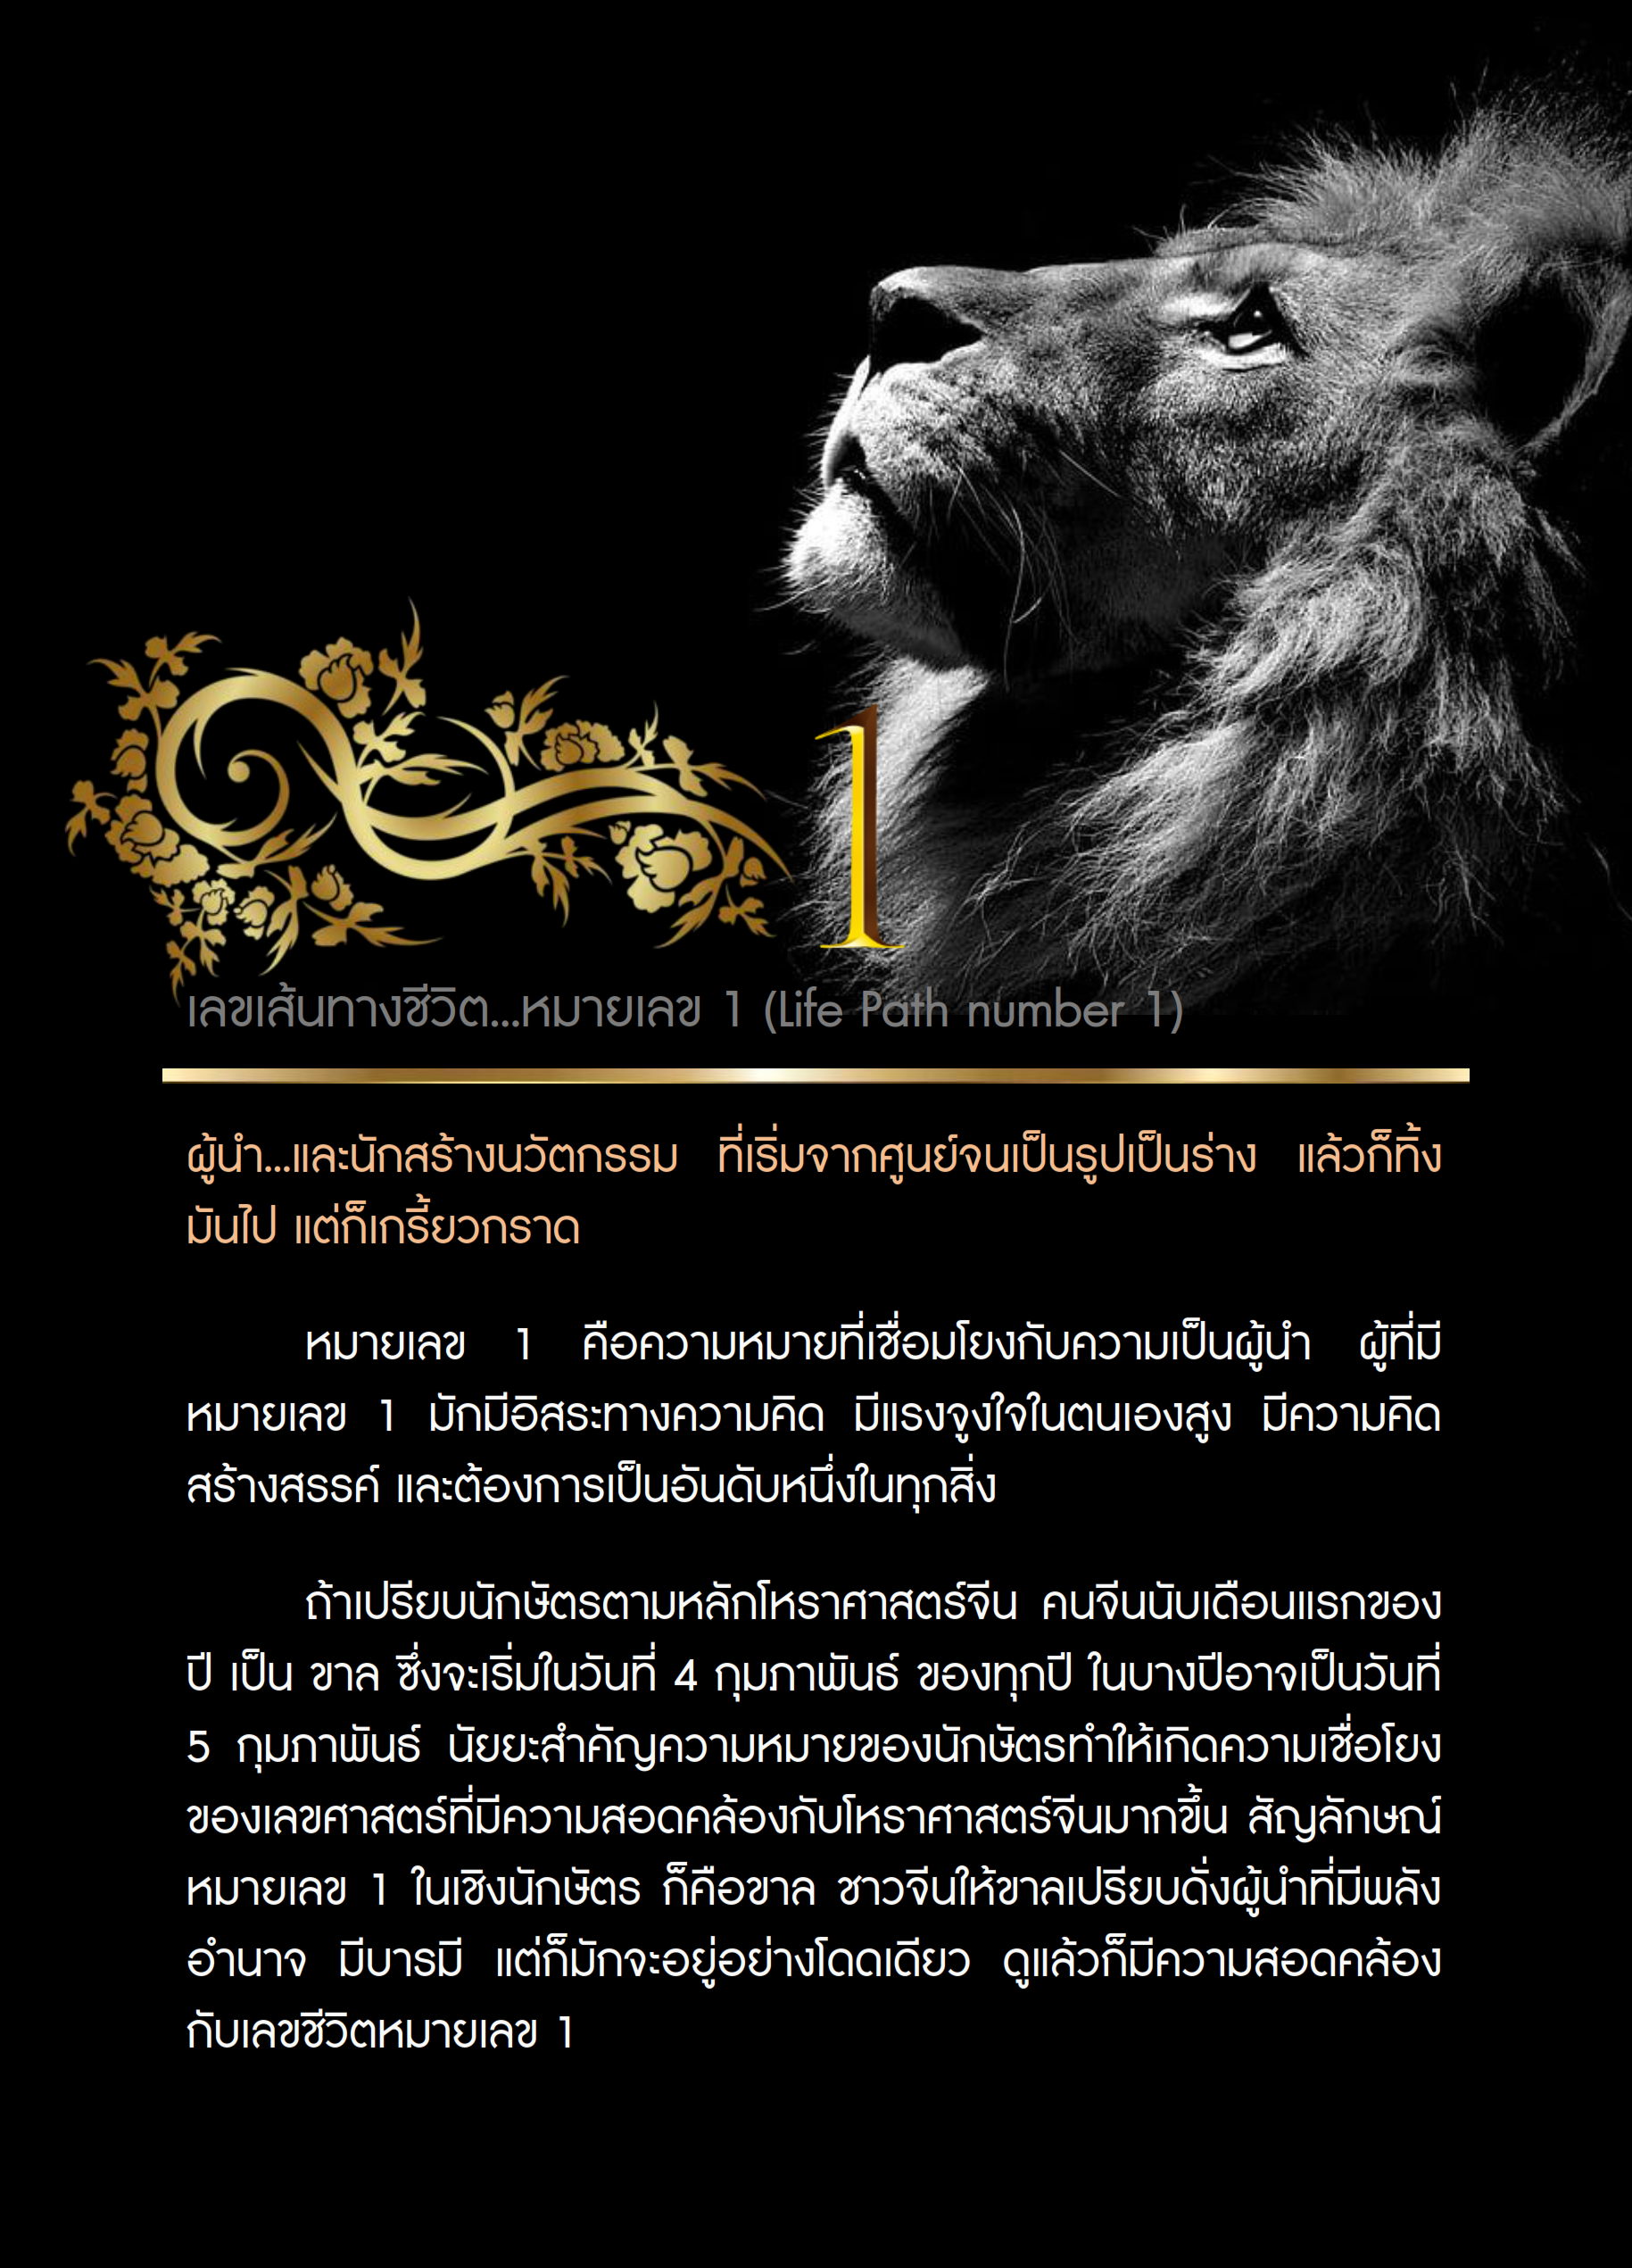 1
เลขเส้นทางชีวิต...หมายเลข 1 (Life Path number 1)
ผู้นำ...และนักสร้างนวัตกรรม ที่เริ่มจากศูนย์จนเป็นรูปเป็นร่าง แล้วก็ทิ้ง
มันไป แต่ก็เกรี้ยวกราด
หมายเลข 1 คือความหมายที่เชื่อมโยงกับความเป็นผู้นำ ผู้ที่มี
หมายเลข 1 มักมีอิสระทางความคิด มีแรงจูงใจในตนเองสูง มีความคิด
สร้างสรรค์ และต้องการเป็นอันดับหนึ่งในทุกสิ่ง
ถ้าเปรียบนักษัตรตามหลักโหราศาสตร์จีน คนจีนนับเดือนแรกของ
ปี เป็น ขาล ซึ่งจะเริ่มในวันที่ 4 กุมภาพันธ์ ของทุกปี ในบางปีอาจเป็นวันที่
5 กุมภาพันธ์ นัยยะสำคัญความหมายของนักษัตรทำให้เกิดความเชื่อโยง
ของเลขศาสตร์ที่มีความสอดคล้องกับโหราศาสตร์จีนมากขึ้น สัญลักษณ์
หมายเลข 1 ในเชิงนักษัตร ก็คือขาล ชาวจีนให้ขาลเปรียบดั่งผู้นำที่มีพลัง
อำนาจ มีบารมี แต่ก็มักจะอยู่อย่างโดดเดียว ดูแล้วก็มีความสอดคล้อง
กับเลขชีวิตหมายเลข 1